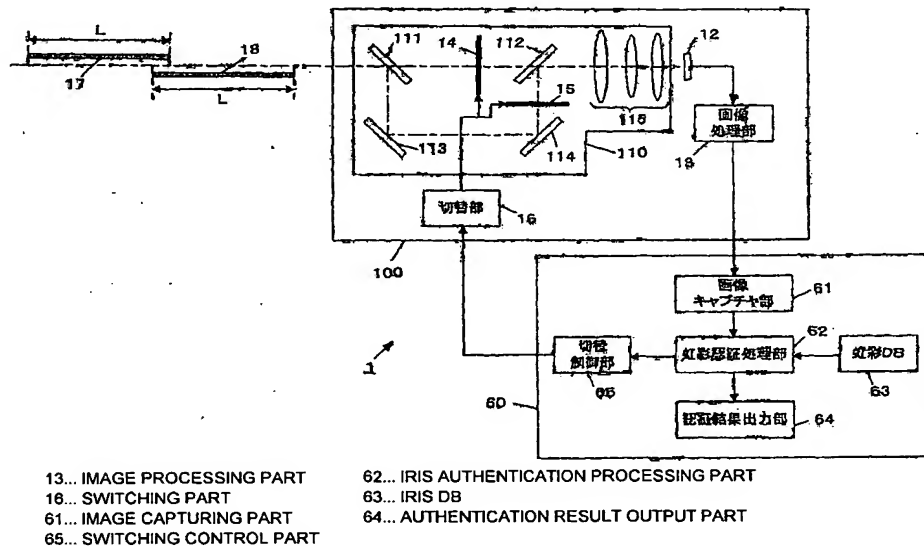 L
17
18
L
111
14
112
12
15
115
画像
処理部
13
113
114
110
切替部
16
100
画像
キャプチャ部
61
虹彩認証処理部
62
虹彩DB
63
切替
制御部
65
60
認証結果出力部
64
1
13... IMAGE PROCESSING PART
16... SWITCHING PART
61... IMAGE CAPTURING PART
65... SWITCHING CONTROL PART
62... IRIS AUTHENTICATION PROCESSING PART
63... IRIS DB
64... AUTHENTICATION RESULT OUTPUT PART